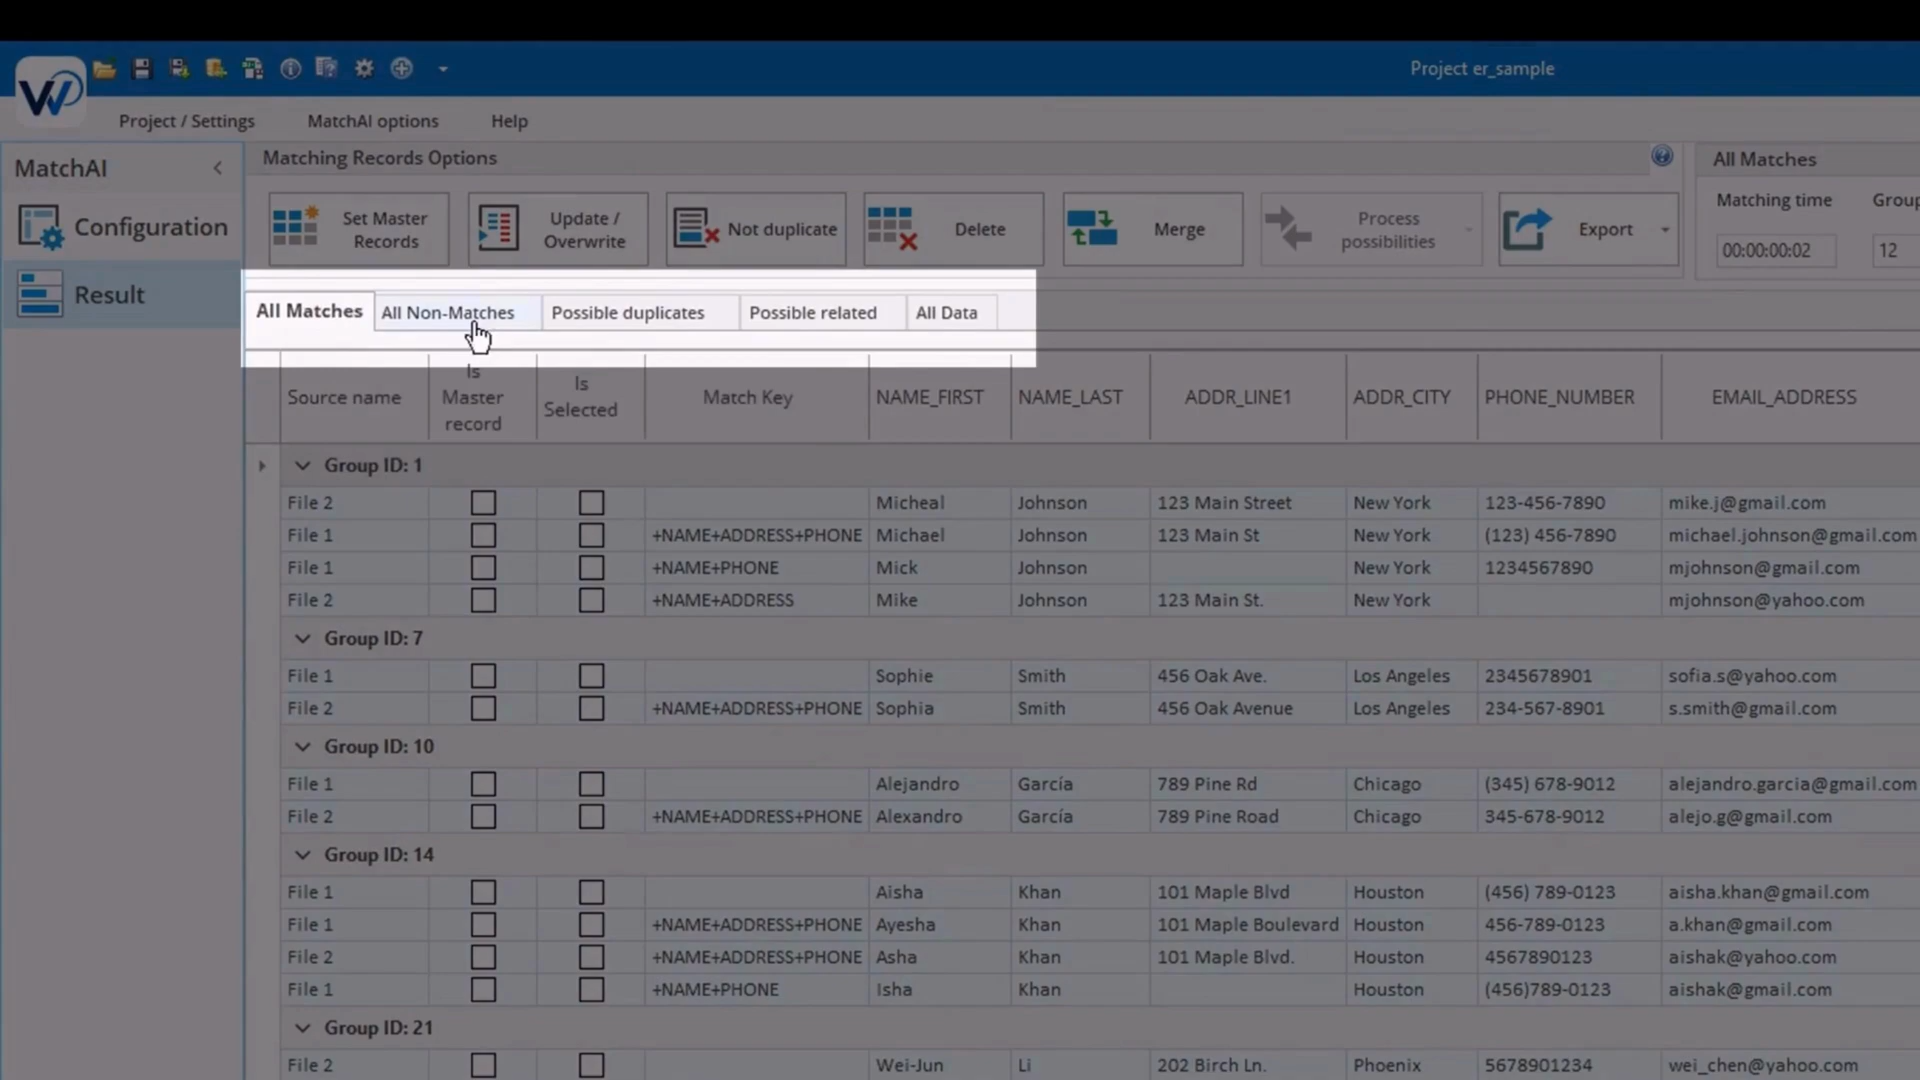 Project er_sample
Project / Settings MatchAI options Help
MatchAI
Configuration
Result
Matching Records Options
Set Master Records
Update / Overwrite
Not duplicate
Delete
Merge
Process possibilities
Export
All Matches
Matching time Group
00:00:00:02 12
All Matches All Non-Matches Possible duplicates Possible related All Data
Source name Is Master record Is Selected Match Key NAME_FIRST NAME_LAST ADDR_LINE1 ADDR_CITY PHONE_NUMBER EMAIL_ADDRESS
Group ID: 1
File 2 Micheal Johnson 123 Main Street New York 123-456-7890 mike.j@gmail.com
File 1 +NAME+ADDRESS+PHONE Michael Johnson 123 Main St New York (123) 456-7890 michael.johnson@gmail.com
File 1 +NAME+PHONE Mick Johnson New York 1234567890 mjohnson@gmail.com
File 2 +NAME+ADDRESS Mike Johnson 123 Main St. New York mjohnson@yahoo.com
Group ID: 7
File 1 Sophie Smith 456 Oak Ave. Los Angeles 2345678901 sofia.s@yahoo.com
File 2 +NAME+ADDRESS+PHONE Sophia Smith 456 Oak Avenue Los Angeles 234-567-8901 s.smith@gmail.com
Group ID: 10
File 1 Alejandro García 789 Pine Rd Chicago (345) 678-9012 alejandro.garcia@gmail.com
File 2 +NAME+ADDRESS+PHONE Alexandro García 789 Pine Road Chicago 345-678-9012 alejo.g@gmail.com
Group ID: 14
File 1 Aisha Khan 101 Maple Blvd Houston (456) 789-0123 aisha.khan@gmail.com
File 1 +NAME+ADDRESS+PHONE Ayesha Khan 101 Maple Boulevard Houston 456-789-0123 a.khan@gmail.com
File 2 +NAME+ADDRESS+PHONE Asha Khan 101 Maple Blvd. Houston 4567890123 aishak@yahoo.com
File 1 +NAME+PHONE Isha Khan Houston (456)789-0123 aishak@gmail.com
Group ID: 21
File 2 Wei-Jun Li 202 Birch Ln. Phoenix 5678901234 wei_chen@yahoo.com